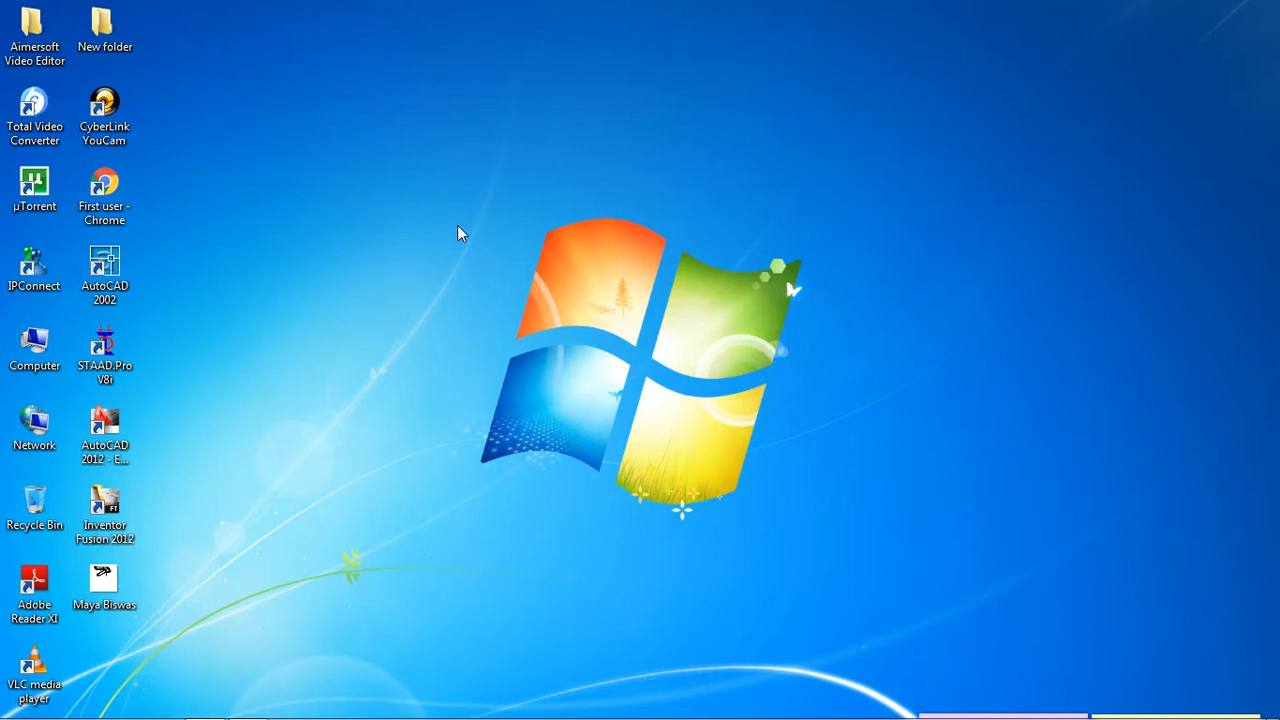 Aimersoft
Video Editor
New folder
Total Video
Converter
CyberLink
YouCam
µTorrent
First user -
Chrome
IPConnect
AutoCAD
2002
Computer
STAAD.Pro
V8i
Network
AutoCAD
2012 - E...
Recycle Bin
Inventor
Fusion 2012
FT
Adobe
Reader XI
Maya Biswas
VLC media
player